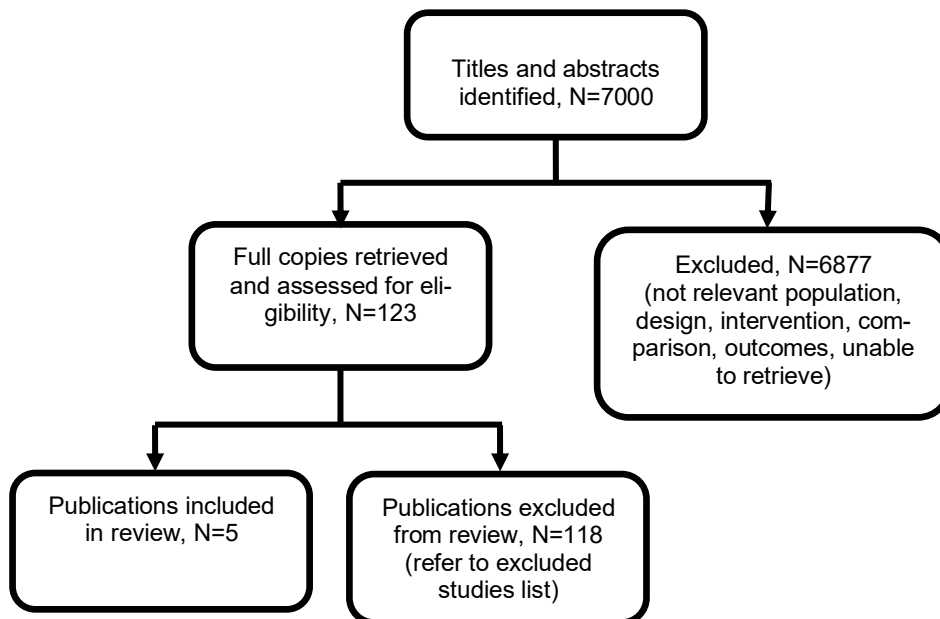 Titles and abstracts
identified, N=7000
Full copies retrieved
and assessed for eli-
gibility, N=123
Excluded, N=6877
(not relevant population,
design, intervention, com-
parison, outcomes, unable
to retrieve)
Publications included
in review, N=5
Publications excluded
from review, N=118
(refer to excluded
studies list)